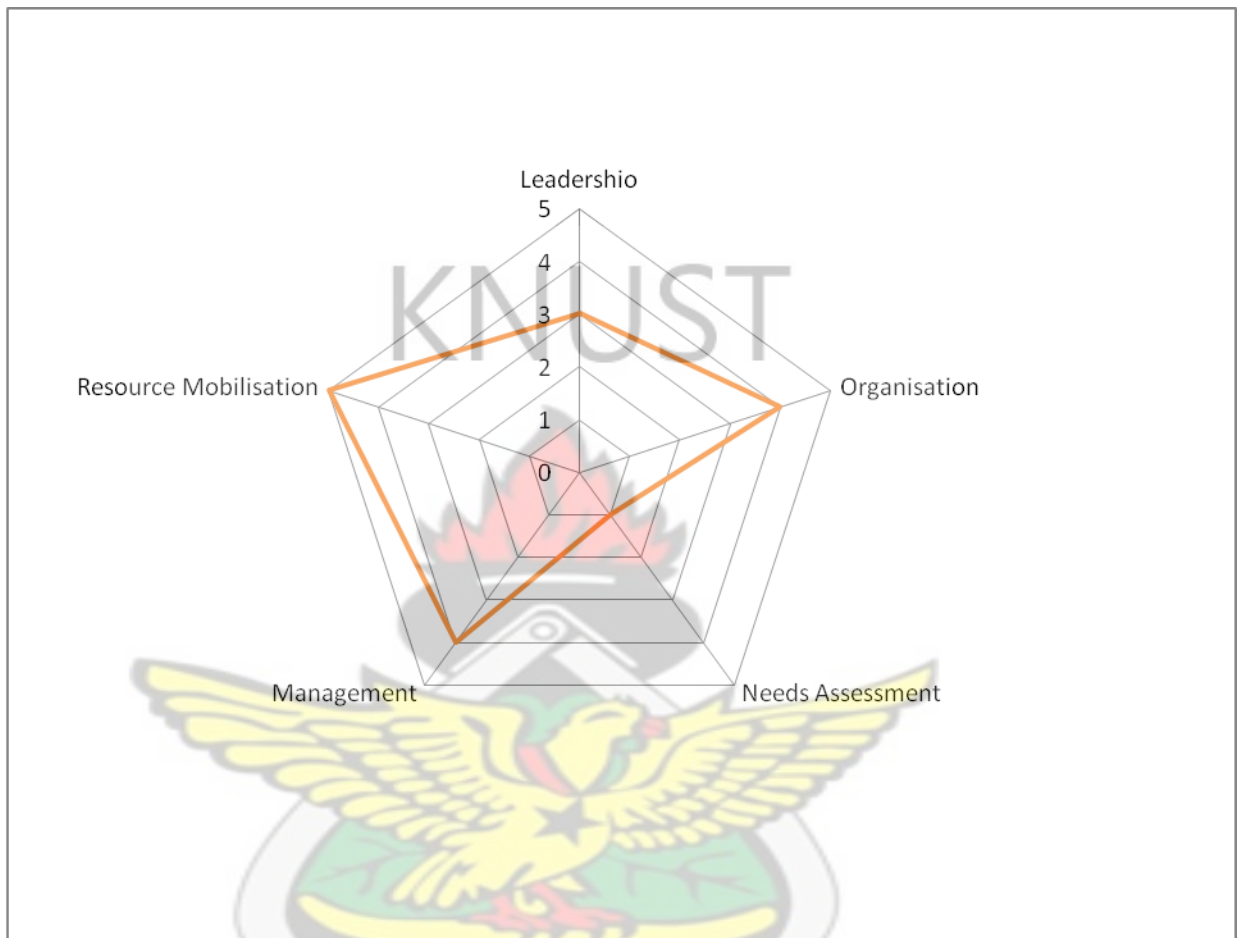 Leadershio
5
4
KNUST
3
2
Resource Mobilisation
Organisation
1
0
Management
Needs Assessment